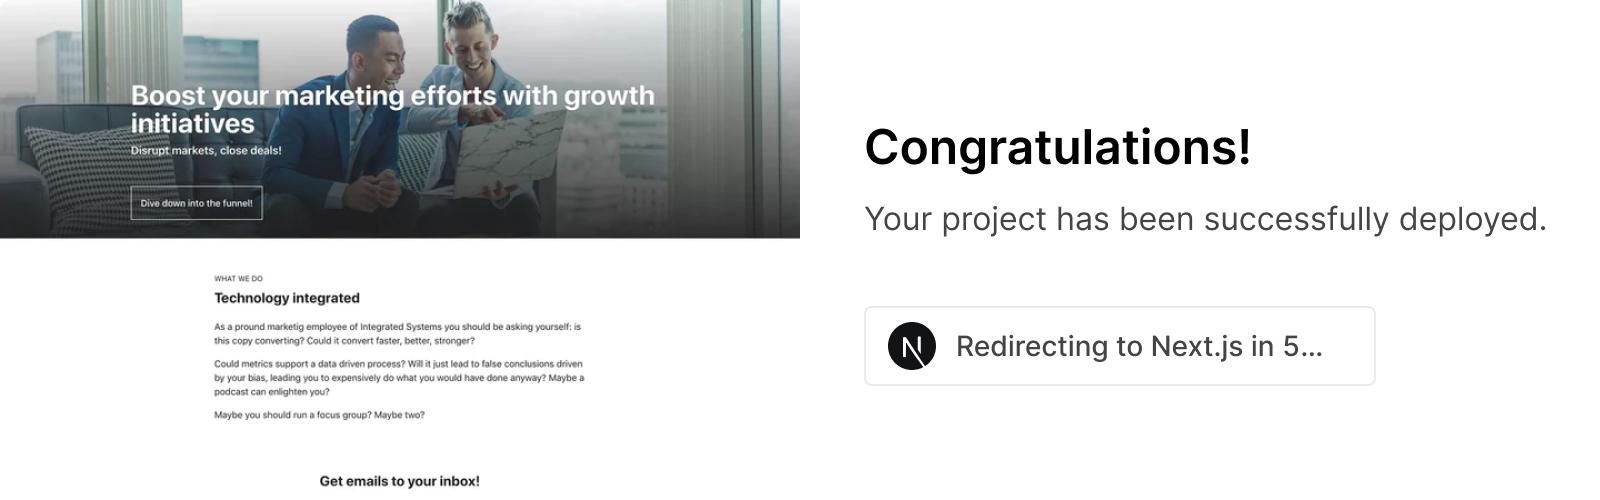 Boost your marketing efforts with growth
initiatives
Disrupt markets, close deals!
Dive down into the funnel!
WHAT WE DO
Technology integrated
As a pround marketig employee of Integrated Systems you should be asking yourself: is
this copy converting? Could it convert faster, better, stronger?
Could metrics support a data driven process? Will it just lead to false conclusions driven
by your bias, leading you to expensively do what you would have done anyway? Maybe a
podcast can enlighten you?
Maybe you should run a focus group? Maybe two?
Get emails to your inbox!
Congratulations!
Your project has been successfully deployed.
N
Redirecting to Next.js in 5...